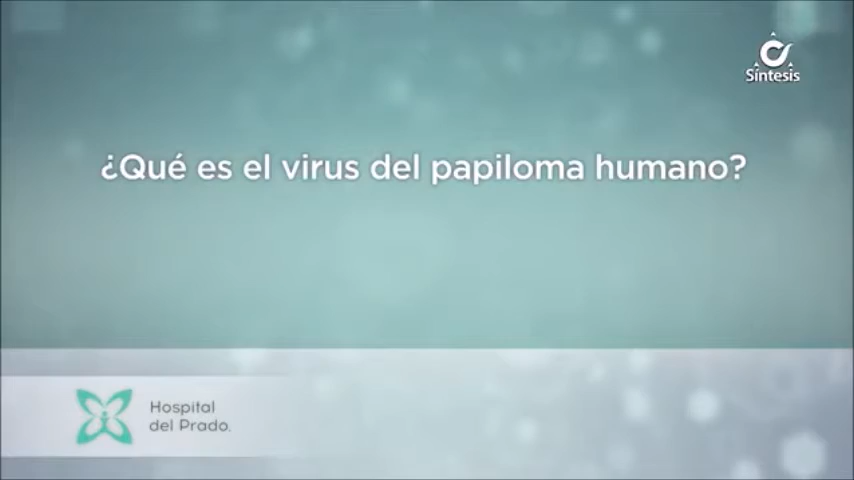 Síntesis
¿Qué es el virus del papiloma humano?
Hospital
del Prado.